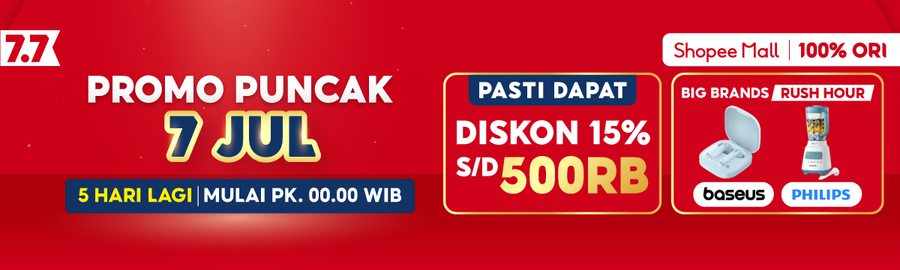 7.7
Shopee Mall | 100% ORI
PROMO PUNCAK
7 JUL
5 HARI LAGI | MULAI PK. 00.00 WIB
PASTI DAPAT
DISKON 15%
S/D 500RB
BIG BRANDS RUSH HOUR
baseus
PHILIPS